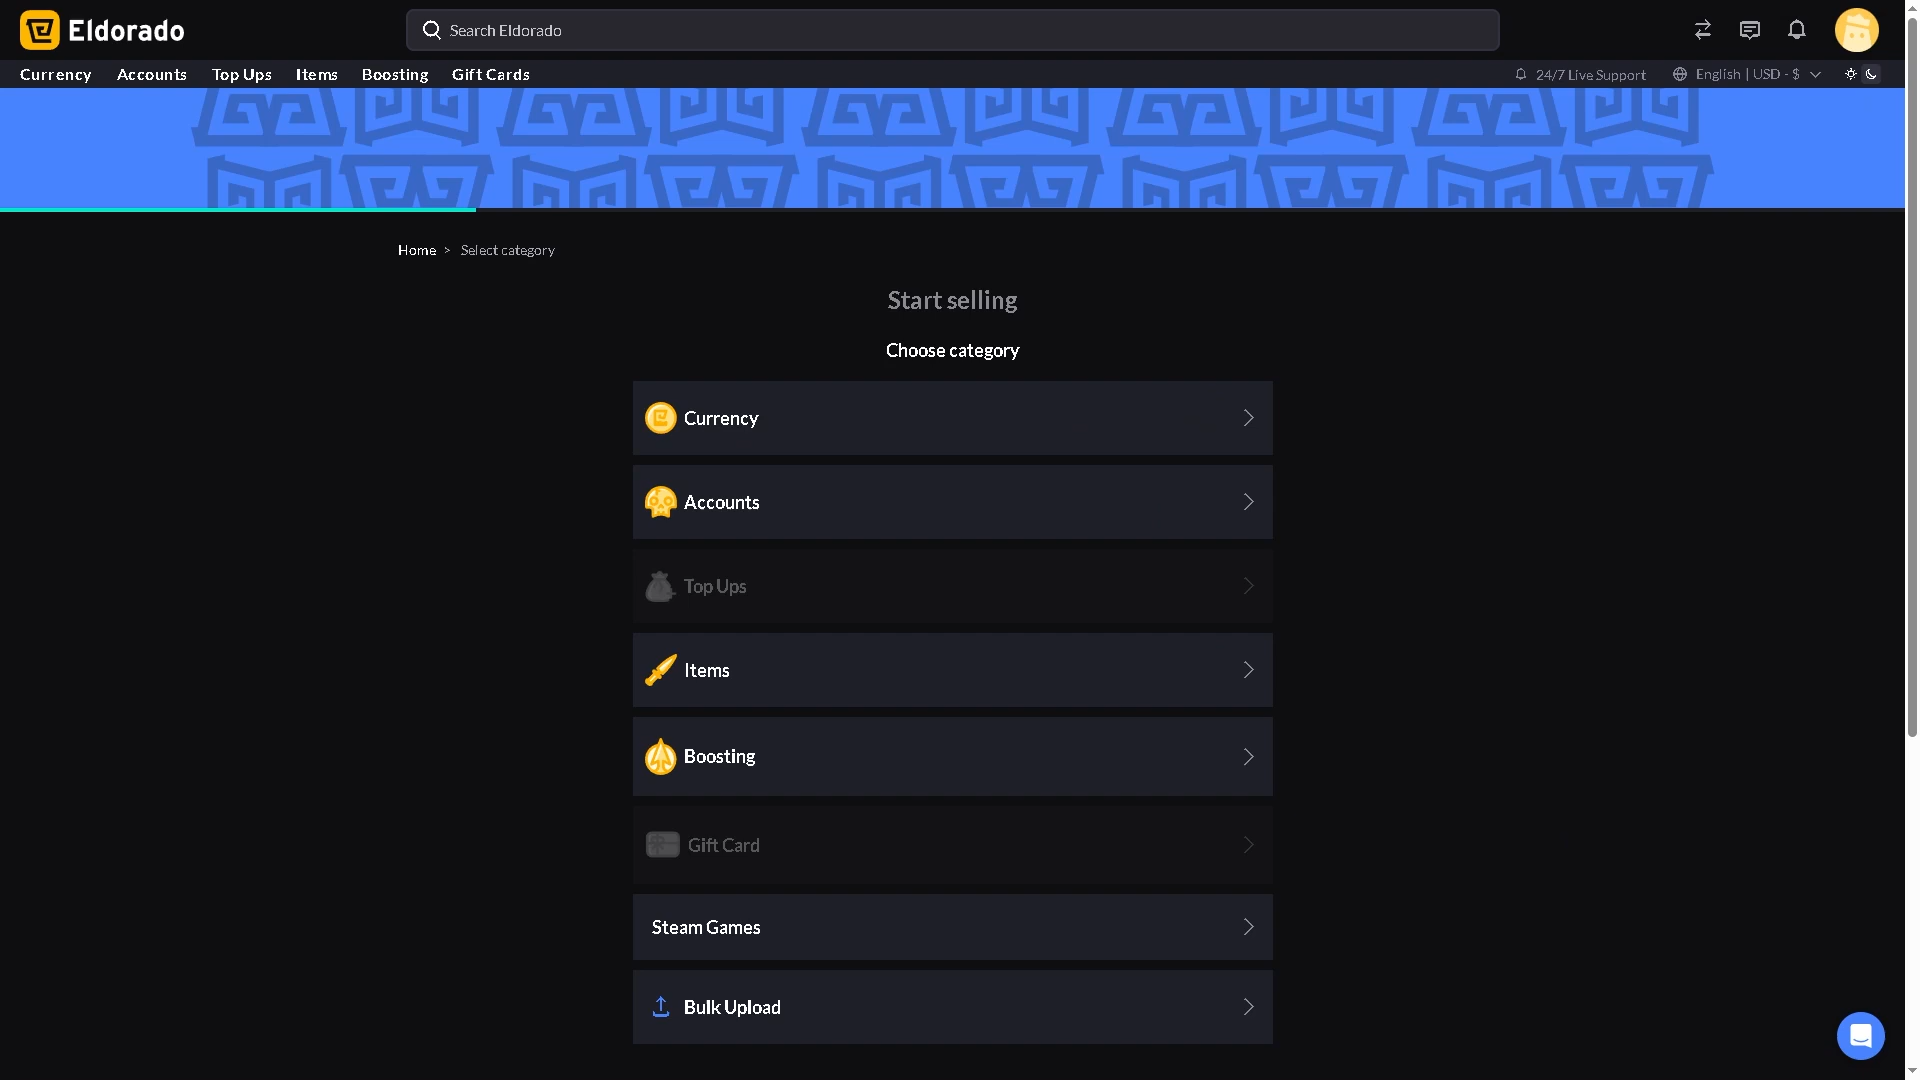 Eldorado
Search Eldorado
Currency Accounts Top Ups Items Boosting Gift Cards
24/7 Live Support English | USD - $
Home > Select category
Start selling
Choose category
Currency
Accounts
Top Ups
Items
Boosting
Gift Card
Steam Games
Bulk Upload